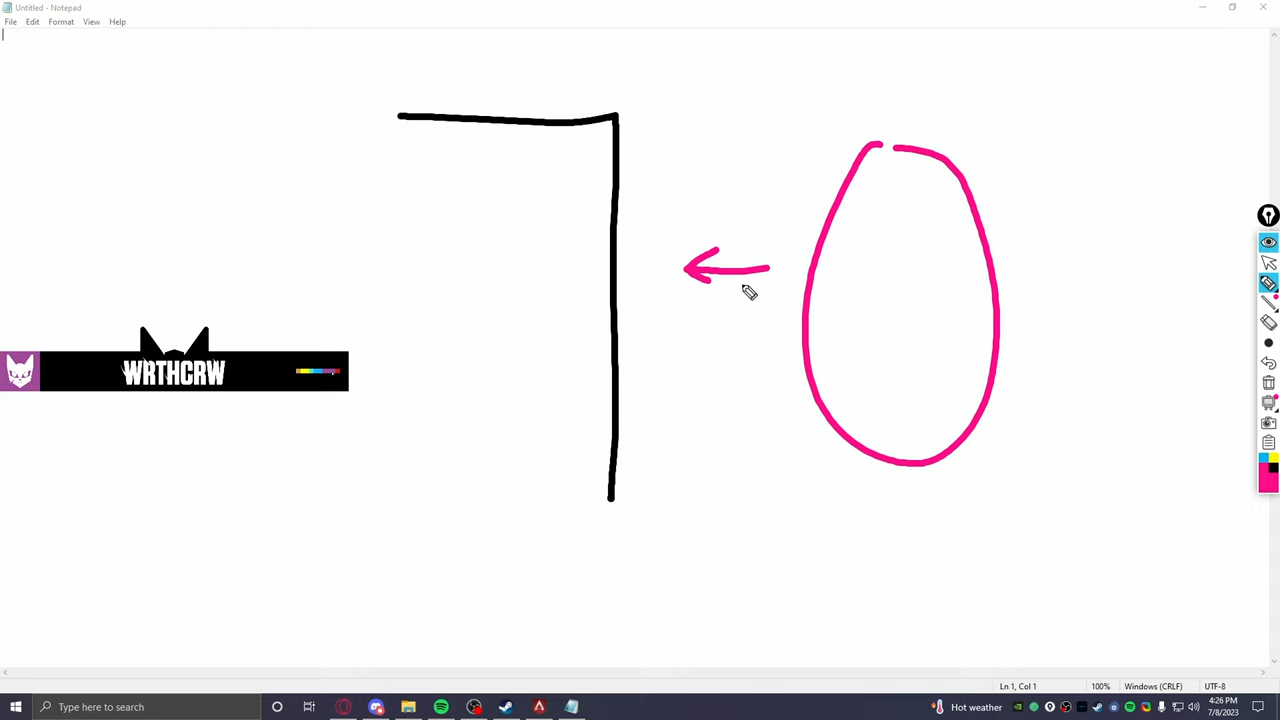 Untitled - Notepad
File Edit Format View Help
WRTHCRW
Ln 1, Col 1 100% Windows (CRLF) UTF-8
Type here to search
Hot weather
4:26 PM
7/8/2023